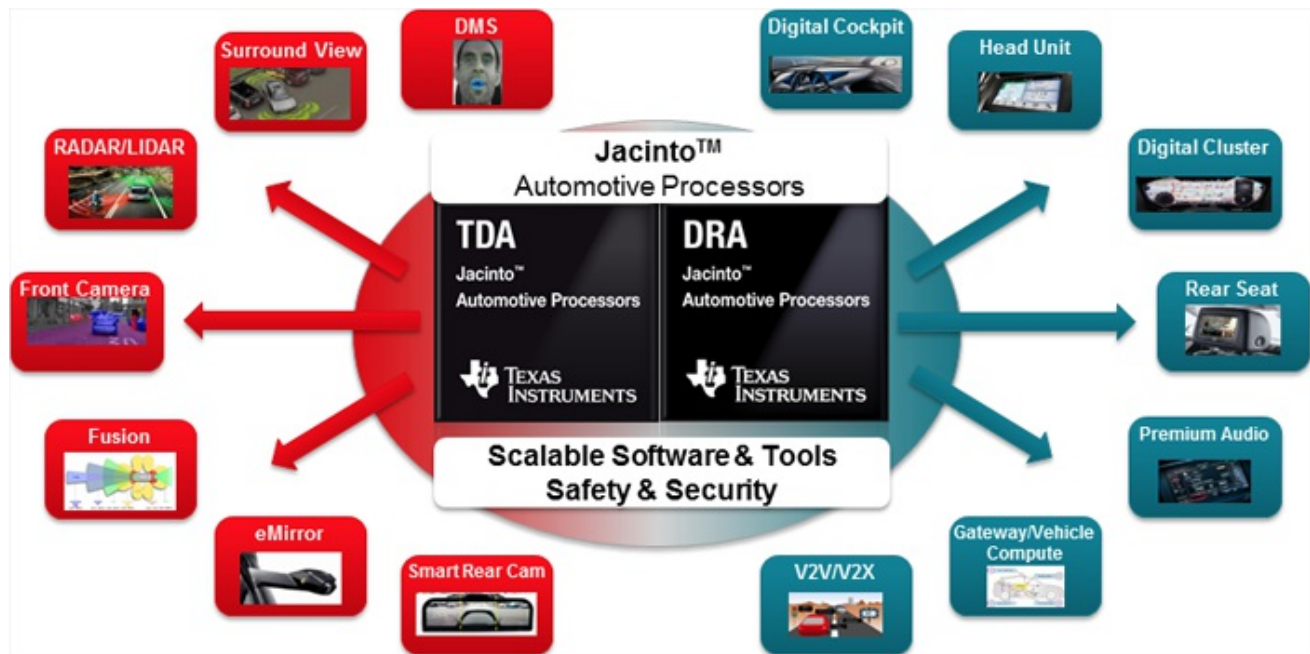 DMS
Surround View
RADAR/LIDAR
Front Camera
Fusion
eMirror
Smart Rear Cam
Jacinto™
Automotive Processors
TDA
Jacinto™
Automotive Processors
TEXAS
INSTRUMENTS
DRA
Jacinto™
Automotive Processors
TEXAS
INSTRUMENTS
Scalable Software & Tools
Safety & Security
Digital Cockpit
Head Unit
Digital Cluster
Rear Seat
Premium Audio
Gateway/Vehicle
Compute
V2V/V2X